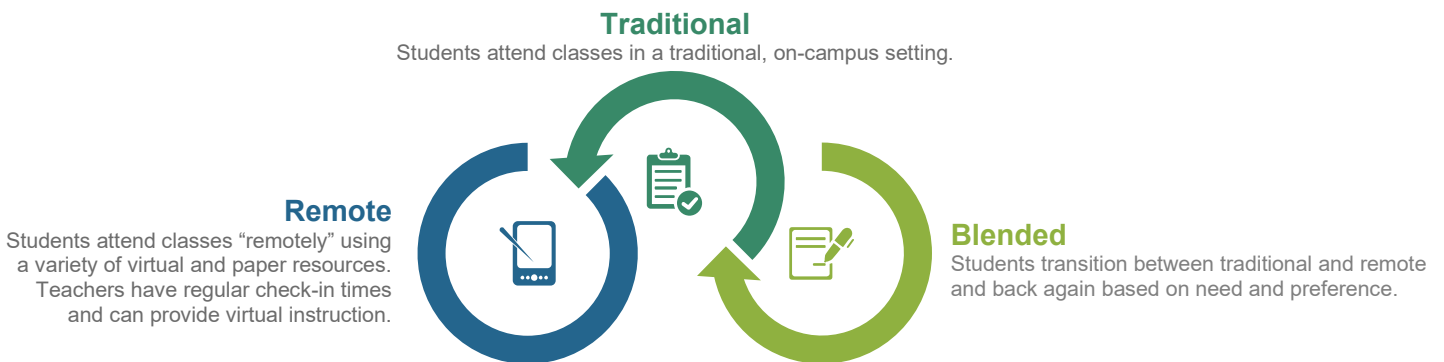 Traditional
Students attend classes in a traditional, on-campus setting.
Remote
Students attend classes “remotely” using
a variety of virtual and paper resources.
Teachers have regular check-in times
and can provide virtual instruction.
Blended
Students transition between traditional and remote
and back again based on need and preference.